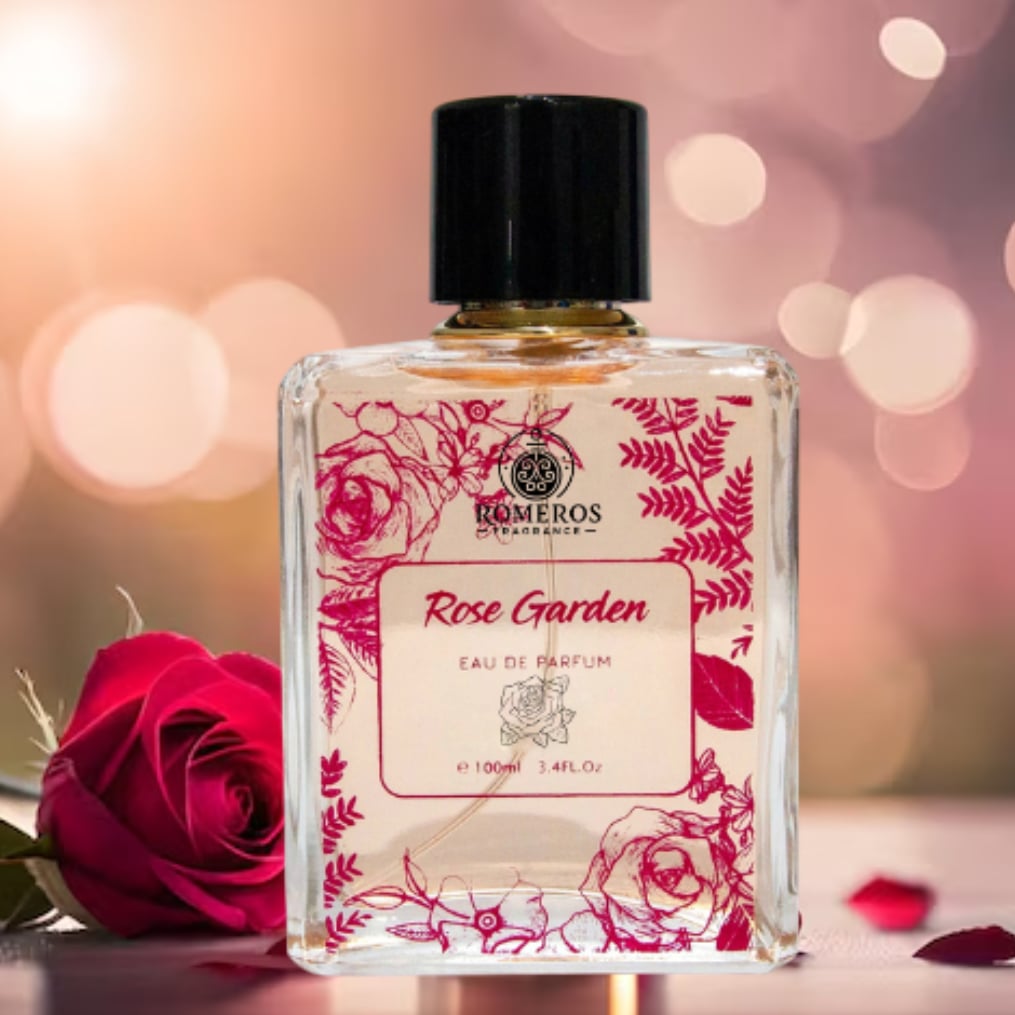 ROMEROS
FRAGRANCE
Rose Garden
EAU DE PARFUM
℮ 100ml 3.4FL.Oz